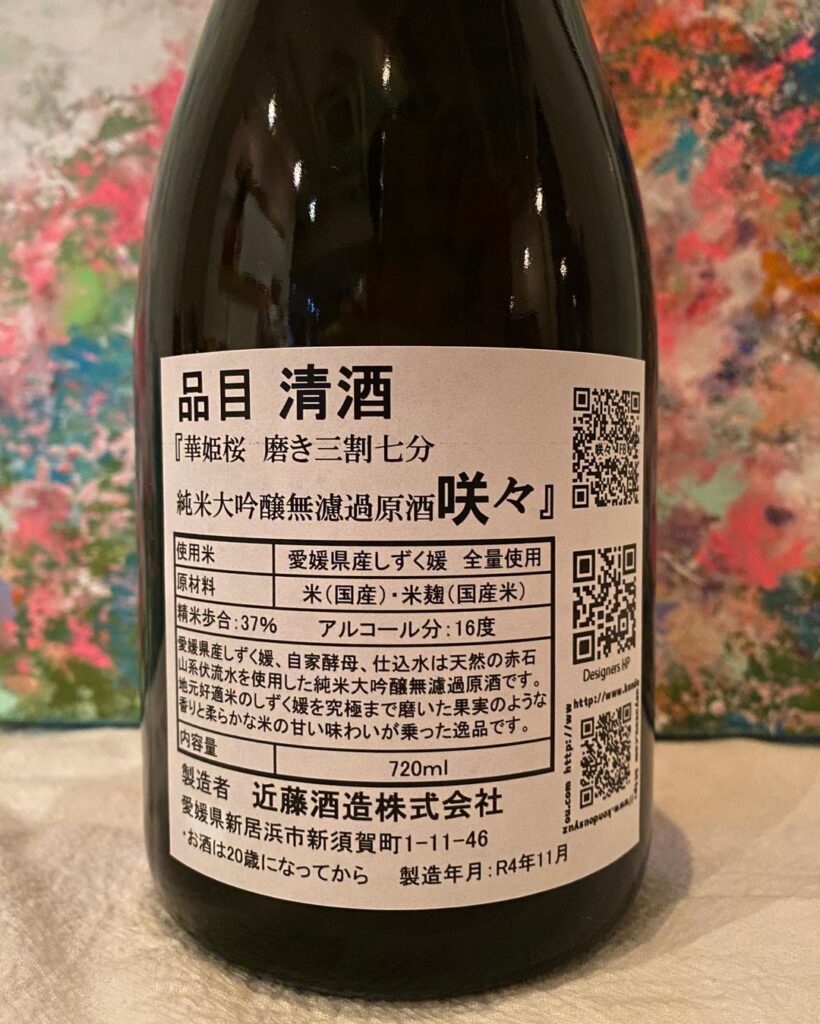 品目 清酒
『華姫桜 磨き三割七分
純米大吟醸無濾過原酒咲々』
使用米 愛媛県産しずく媛 全量使用
原材料 米(国産)・米麹(国産米)
精米歩合:37% アルコール分:16度
愛媛県産しずく媛、自家酵母、仕込水は天然の赤石
山系伏流水を使用した純米大吟醸無濾過原酒です。
地元好適米のしずく媛を究極まで磨いた果実のような
香りと柔らかな米の甘い味わいが乗った逸品です。
内容量 720ml
製造者 近藤酒造株式会社
愛媛県新居浜市新須賀町1-11-46
・お酒は20歳になってから 製造年月:R4年11月
咲々 FB
Designers HP